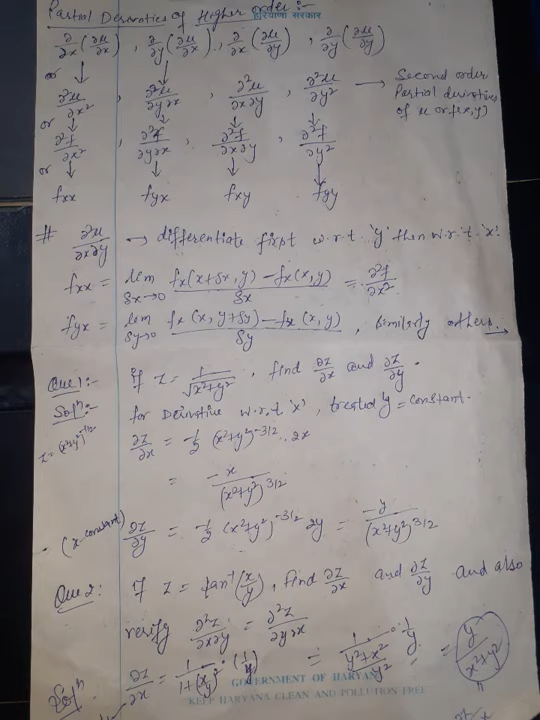 Partial Derivatives of Higher order:-
हरियाणा सरकार
∂/∂x (∂u/∂x) , ∂/∂y (∂u/∂x) , ∂/∂x (∂u/∂y) , ∂/∂y (∂u/∂y)
or ↓ ↓
∂²u/∂x² , ∂²u/∂y∂x , ∂²u/∂x∂y , ∂²u/∂y² → Second order Partial derivatives of u or f(x,y)
or ↓ ↓ ↓ ↓
∂²f/∂x² , ∂²f/∂y∂x , ∂²f/∂x∂y , ∂²f/∂y²
or ↓ ↓ ↓ ↓
fxx fyx fxy fyy
# ∂²u/∂x∂y → differentiate first w.r.t. 'y' then w.r.t. 'x'.
fxx = lim δx→0 fx(x+δx, y) – fx(x, y) / δx = ∂²f/∂x²
fyx = lim δy→0 fx(x, y+δy) – fx(x, y) / δy , similarly others.
Que 1:- If z = 1/√x²+y² , find ∂z/∂x and ∂z/∂y .
Solⁿ:- for Derivative w.r.t 'x', treated y = constant.
z = (x²+y²)^-1/2
∂z/∂x = -1/2 (x²+y²)^-3/2 . 2x
= -x/(x²+y²)^3/2
(x constant) ∂z/∂y = -1/2 (x²+y²)^-3/2 2y = -y/(x²+y²)^3/2
Que 2: If z = tan⁻¹(x/y), find ∂z/∂x and ∂z/∂y and also
verify ∂²z/∂x∂y = ∂²z/∂y∂x
Solⁿ ∂z/∂x = 1/1+(x/y)² . (1/y) = 1/(y²+x²/y²) . 1/y = y/x²+y²
GOVERNMENT OF HARYANA
KEEP HARYANA CLEAN AND POLLUTION FREE